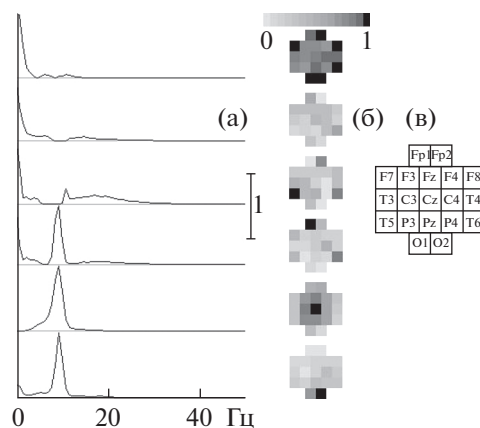 0 1
(а) (б) (в)
1
Fp1 Fp2
F7 F3 Fz F4 F8
T3 C3 Cz C4 T4
T5 P3 Pz P4 T6
O1 O2
0 20 40 Гц